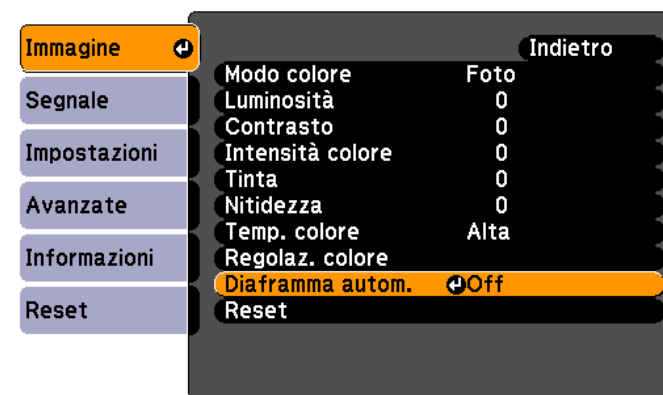 Immagine
Segnale
Impostazioni
Avanzate
Informazioni
Reset
Indietro
Modo colore Foto
Luminosità 0
Contrasto 0
Intensità colore 0
Tinta 0
Nitidezza 0
Temp. colore Alta
Regolaz. colore
Diaframma autom. Off
Reset